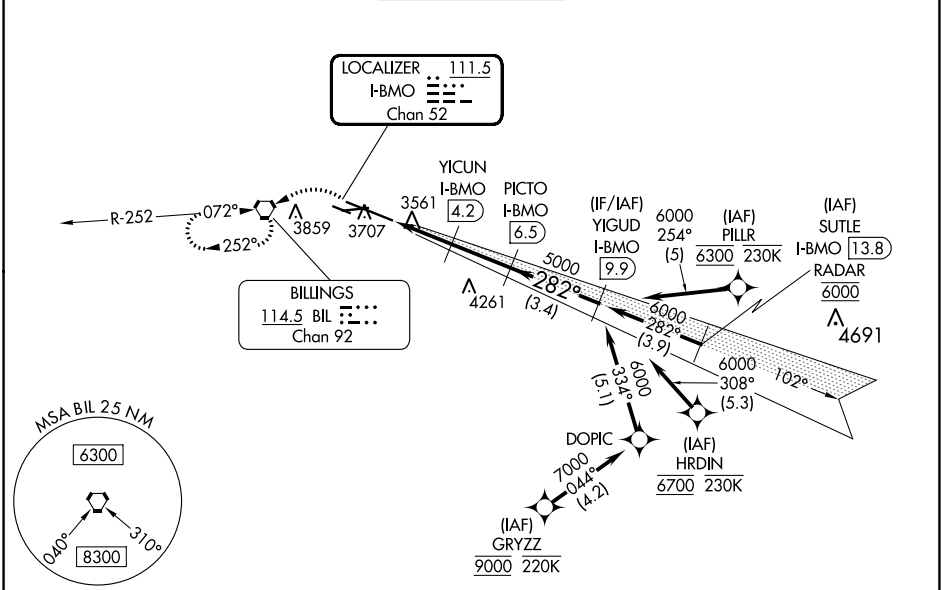 LOCALIZER 111.5
I-BMO
Chan 52
R-252
072°
252°
3859
3707
3561
YICUN
I-BMO
4.2
PICTO
I-BMO
6.5
(IF/IAF)
YIGUD
I-BMO
9.9
6000
254°
(5)
(IAF)
PILLR
6300 230K
(IAF)
SUTLE
I-BMO 13.8
RADAR
6000
4691
BILLINGS
114.5 BIL
Chan 92
4261
5000
282°
(3.4)
6000
282°
(3.9)
6000
308°
(5.3)
102°
6000
334°
(5.1)
DOPIC
(IAF)
HRDIN
6700 230K
7000
044°
(4.2)
(IAF)
GRYZZ
9000 220K
MSA BIL 25 NM
6300
040°
310°
8300